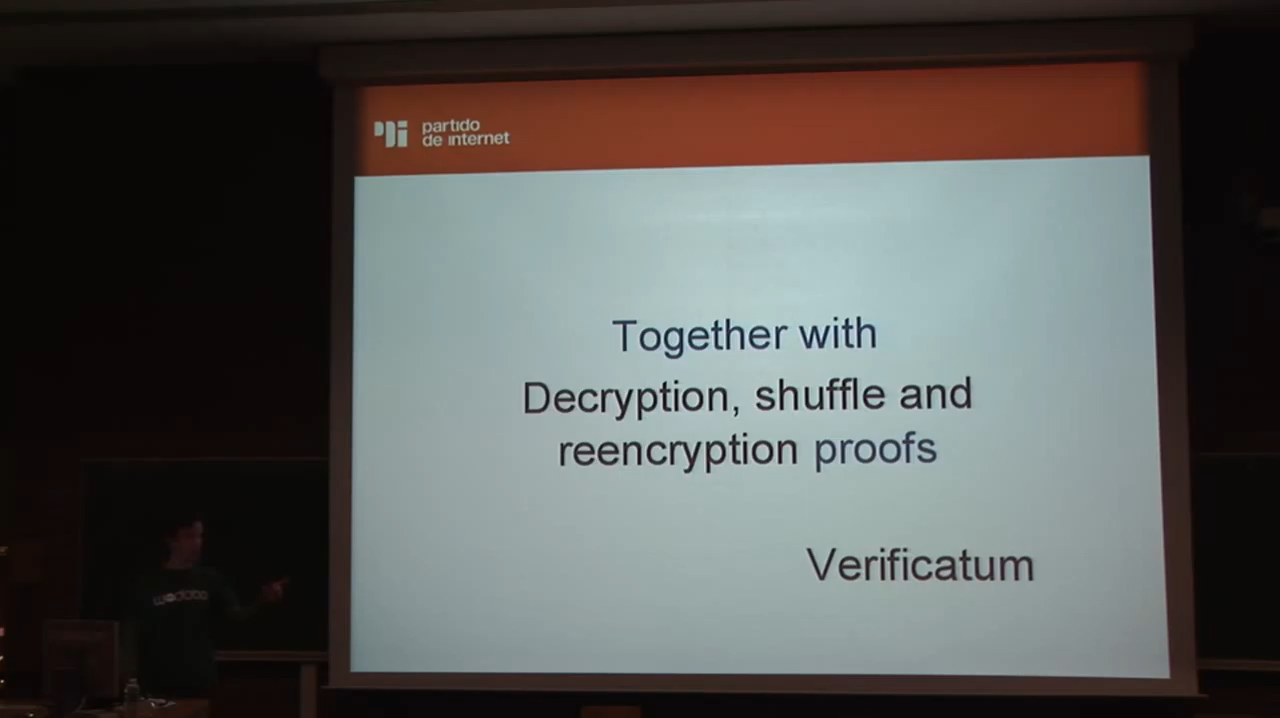 partido
de internet
Together with
Decryption, shuffle and
reencryption proofs
Verificatum